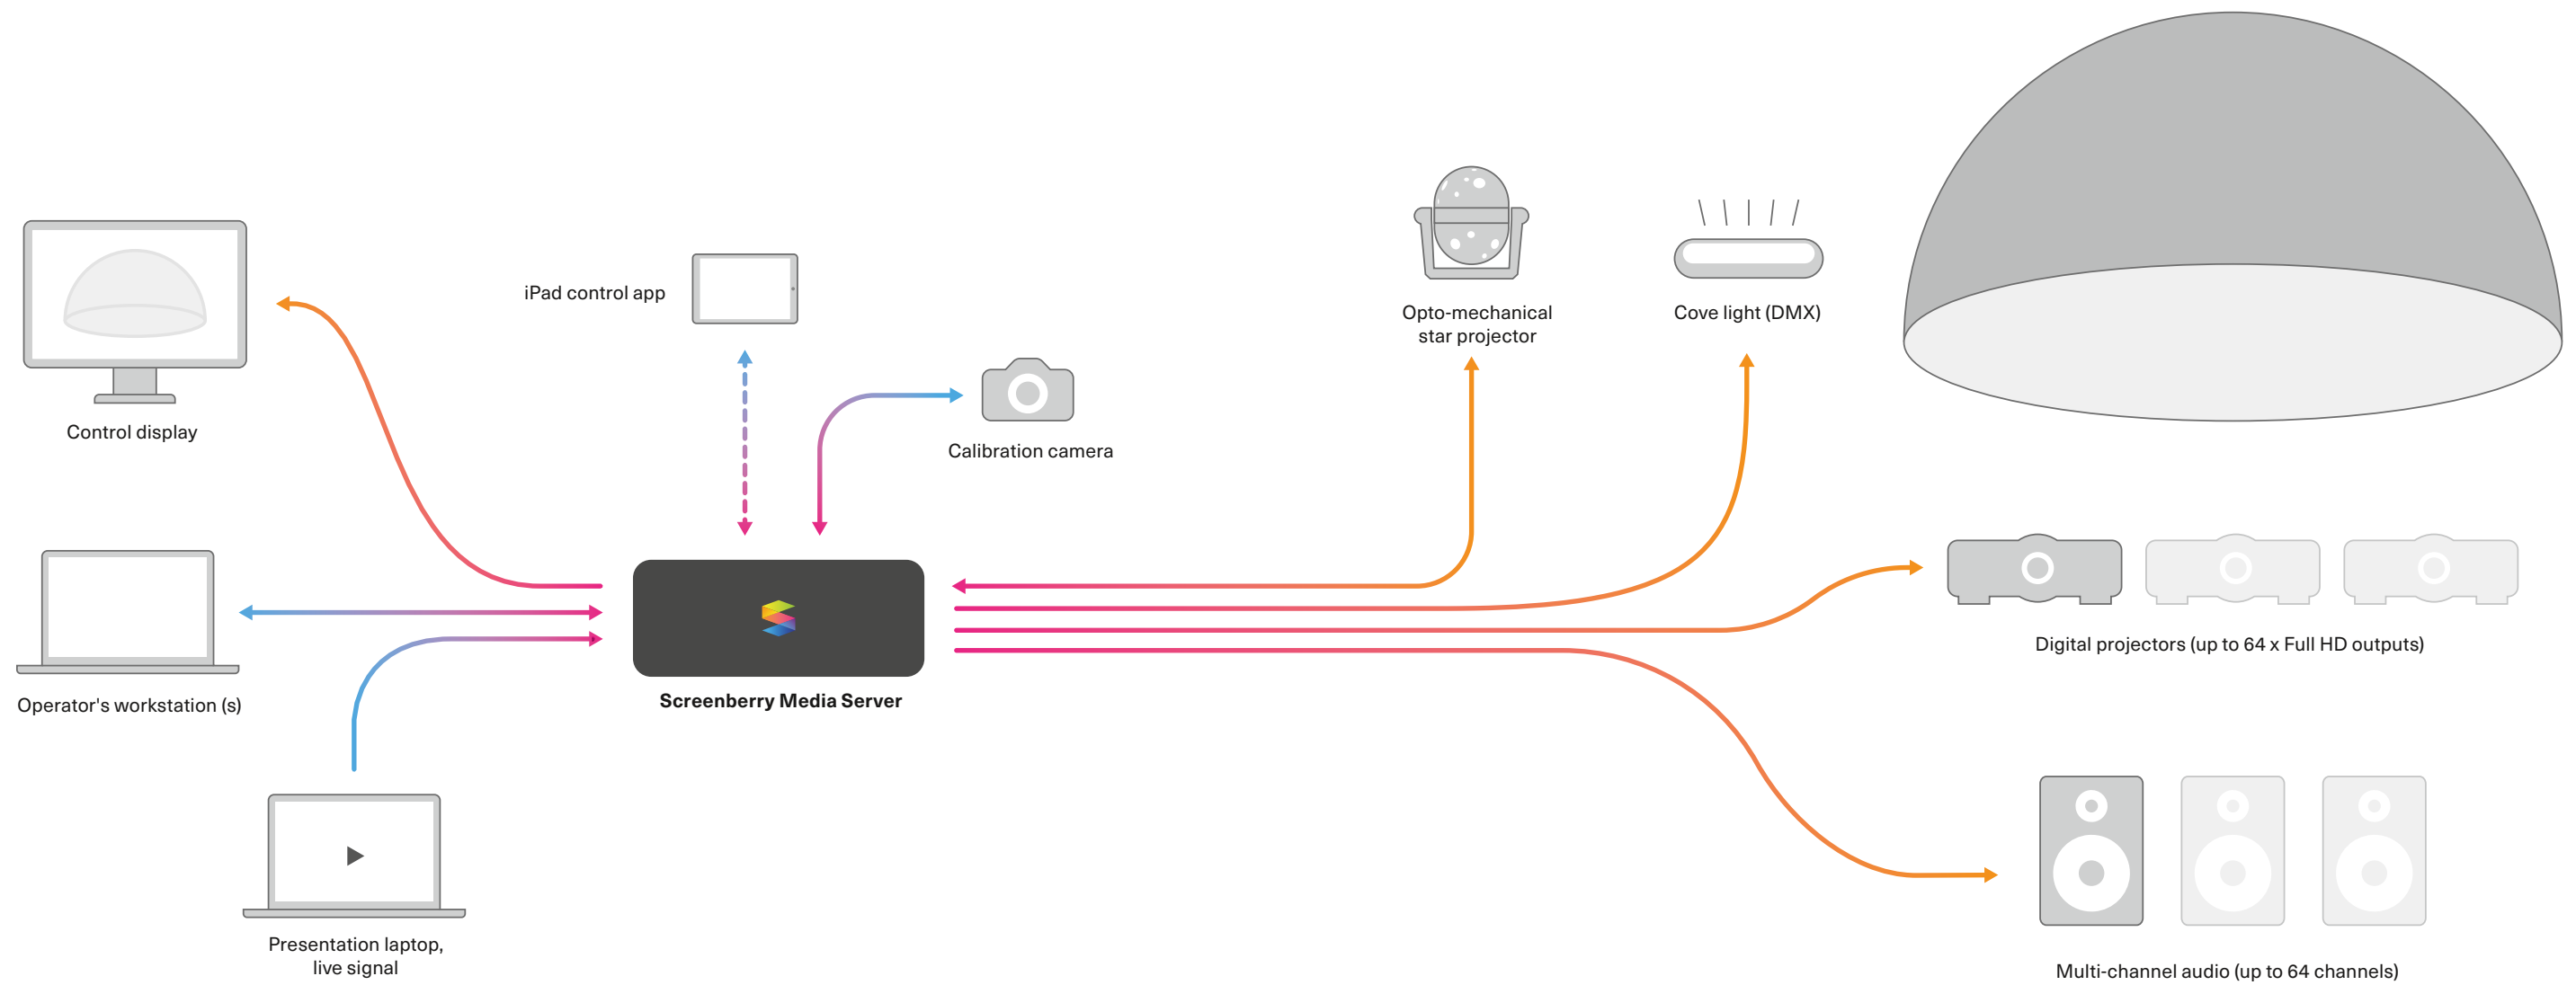 iPad control app
Opto-mechanical
star projector
Cove light (DMX)
Control display
Calibration camera
Digital projectors (up to 64 x Full HD outputs)
Operator's workstation (s)
Screenberry Media Server
Presentation laptop,
live signal
Multi-channel audio (up to 64 channels)